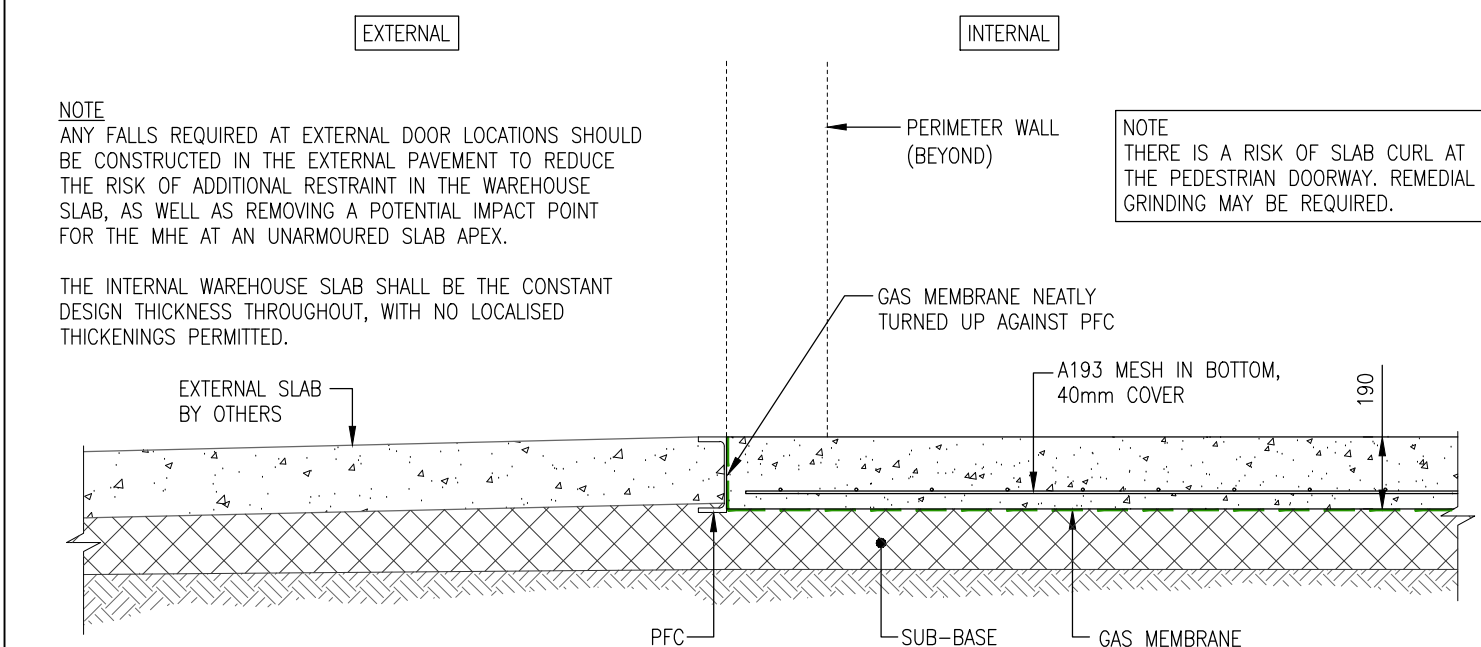 EXTERNAL
INTERNAL
NOTE
ANY FALLS REQUIRED AT EXTERNAL DOOR LOCATIONS SHOULD
BE CONSTRUCTED IN THE EXTERNAL PAVEMENT TO REDUCE
THE RISK OF ADDITIONAL RESTRAINT IN THE WAREHOUSE
SLAB, AS WELL AS REMOVING A POTENTIAL IMPACT POINT
FOR THE MHE AT AN UNARMOURED SLAB APEX.
THE INTERNAL WAREHOUSE SLAB SHALL BE THE CONSTANT
DESIGN THICKNESS THROUGHOUT, WITH NO LOCALISED
THICKENINGS PERMITTED.
PERIMETER WALL
(BEYOND)
NOTE
THERE IS A RISK OF SLAB CURL AT
THE PEDESTRIAN DOORWAY. REMEDIAL
GRINDING MAY BE REQUIRED.
GAS MEMBRANE NEATLY
TURNED UP AGAINST PFC
EXTERNAL SLAB
BY OTHERS
A193 MESH IN BOTTOM,
40mm COVER
190
PFC
SUB-BASE
GAS MEMBRANE